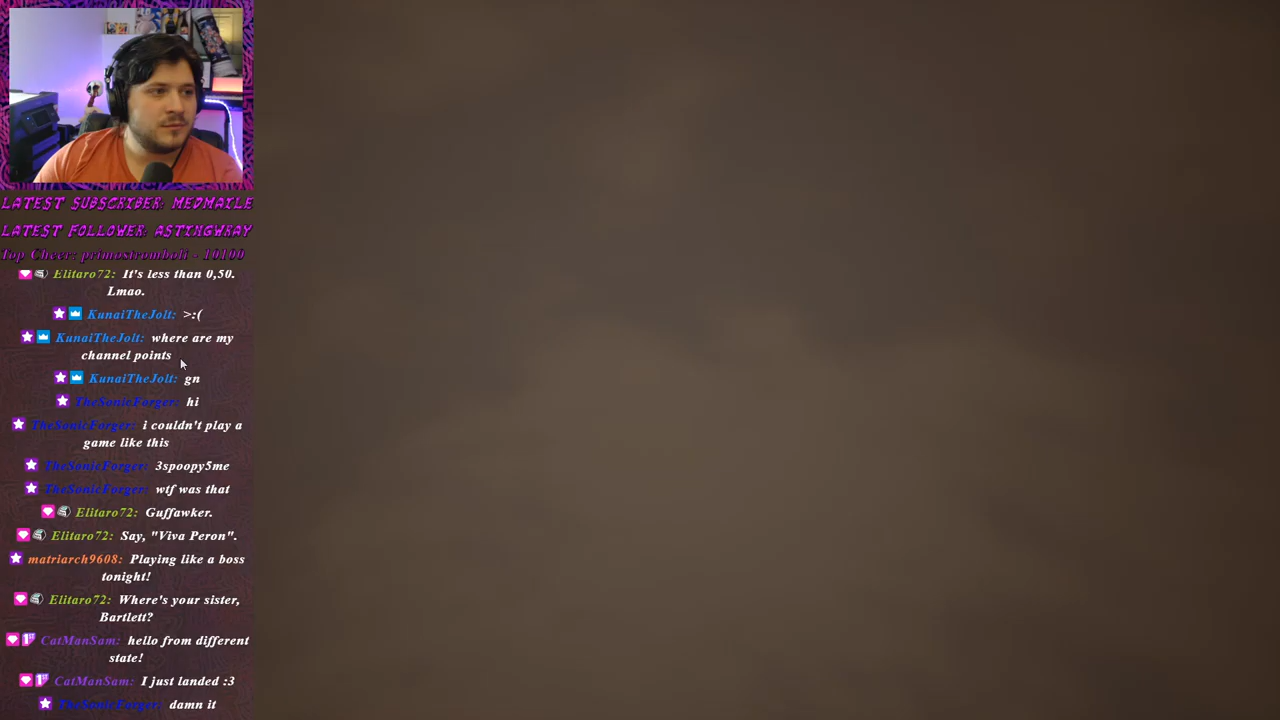 LATEST SUBSCRIBER: MEDMAILE
LATEST FOLLOWER: ASTINGWRAY
Top Cheer: primostromboli - 10100
Elitaro72: It's less than 0,50.
Lmao.
KunaiTheJolt: >:(
KunaiTheJolt: where are my
channel points
KunaiTheJolt: gn
TheSonicForger: hi
TheSonicForger: i couldn't play a
game like this
TheSonicForger: 3spoopy5me
TheSonicForger: wtf was that
Elitaro72: Guffawker.
Elitaro72: Say, "Viva Peron".
matriarch9608: Playing like a boss
tonight!
Elitaro72: Where's your sister,
Bartlett?
CatManSam: hello from different
state!
CatManSam: I just landed :3
TheSonicForger: damn it